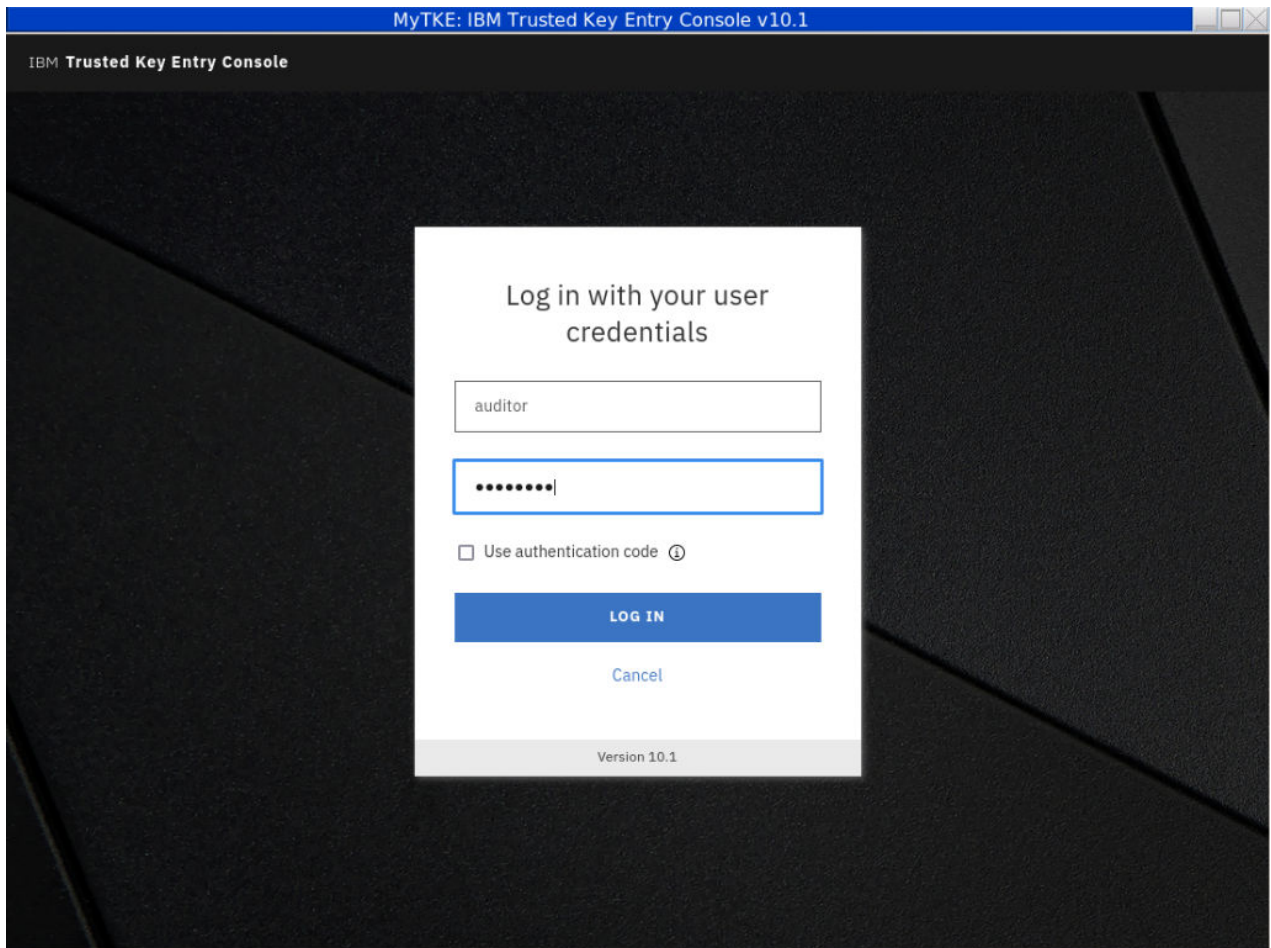 MyTKE: IBM Trusted Key Entry Console v10.1
IBM Trusted Key Entry Console
Log in with your user
credentials
auditor
••••••••
Use authentication code
LOG IN
Cancel
Version 10.1